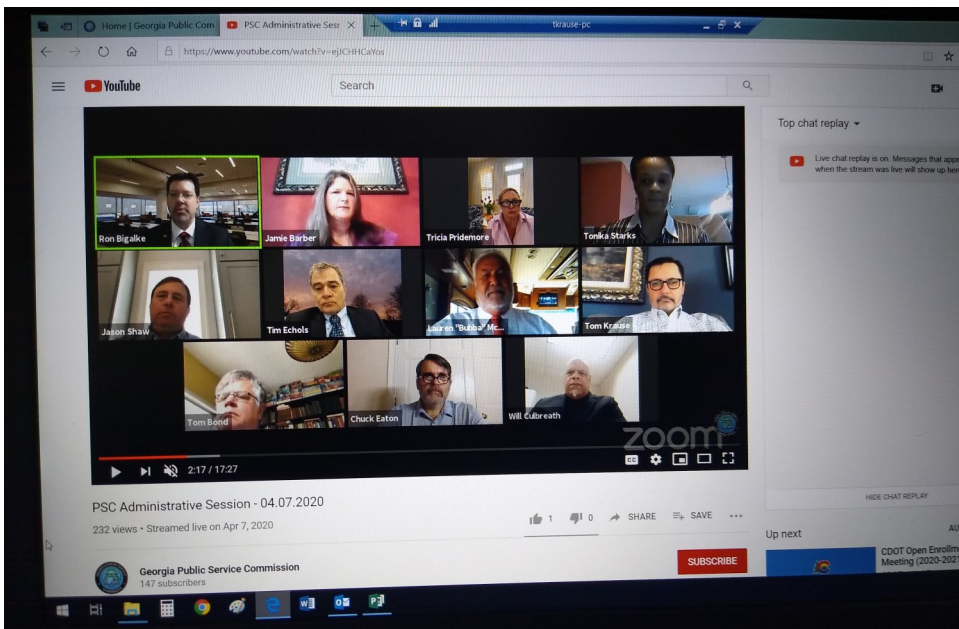 Home | Georgia Public Com
PSC Administrative Sess
tkrause-pc
https://www.youtube.com/watch?v=ejICHHCaYos
YouTube
Search
Top chat replay
Live chat replay is on. Messages that appe
when the stream was live will show up here
Ron Bigalke
Jamie Barber
Tricia Pridemore
Tonika Starks
Jason Shaw
Tim Echols
Lauren "Bubba" Mc...
Tom Krause
Tom Bond
Chuck Eaton
Will Culbreath
zoom
CC
2:17 / 17:27
HIDE CHAT REPLAY
PSC Administrative Session - 04.07.2020
232 views • Streamed live on Apr 7, 2020
1
0
SHARE
SAVE
...
Up next
AU
Georgia Public Service Commission
147 subscribers
SUBSCRIBE
CDOT Open Enrollm
Meeting (2020-2021